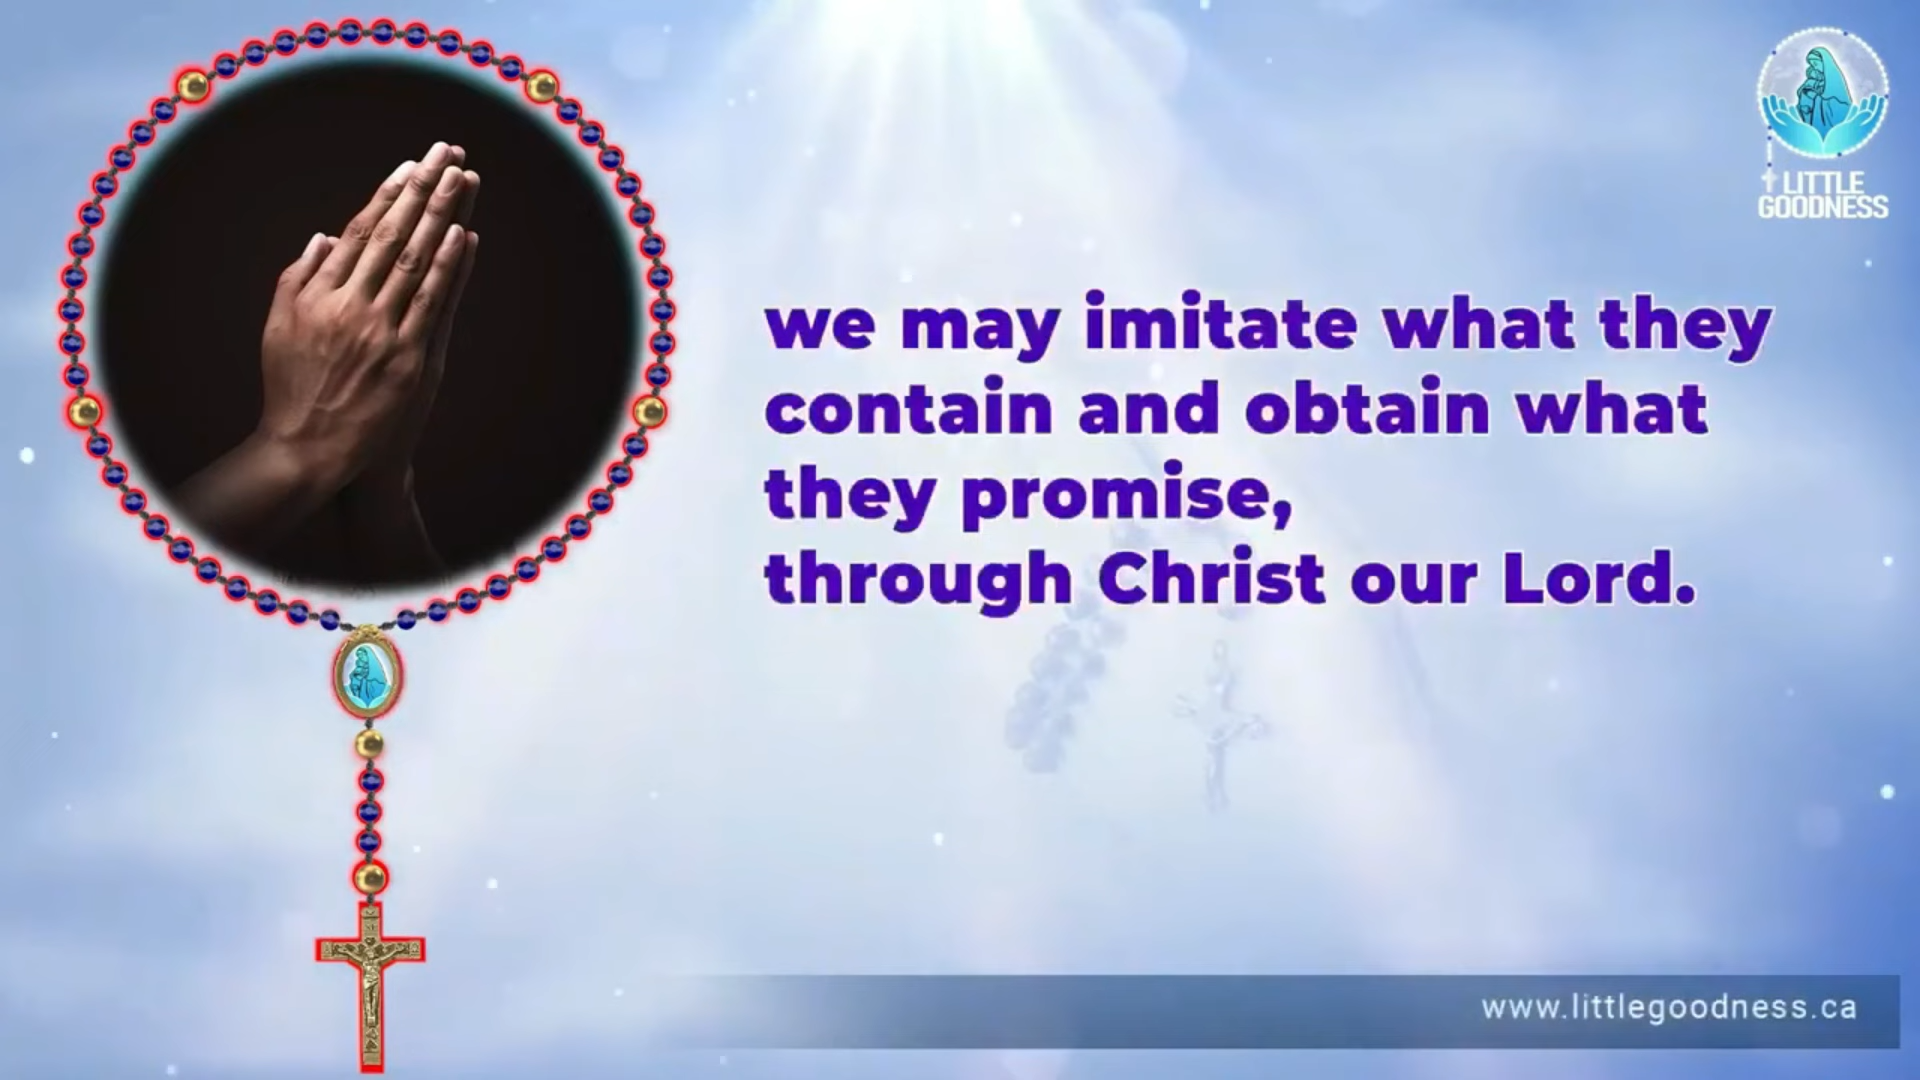 LITTLE
GOODNESS
we may imitate what they
contain and obtain what
they promise,
through Christ our Lord.
www.littlegoodness.ca